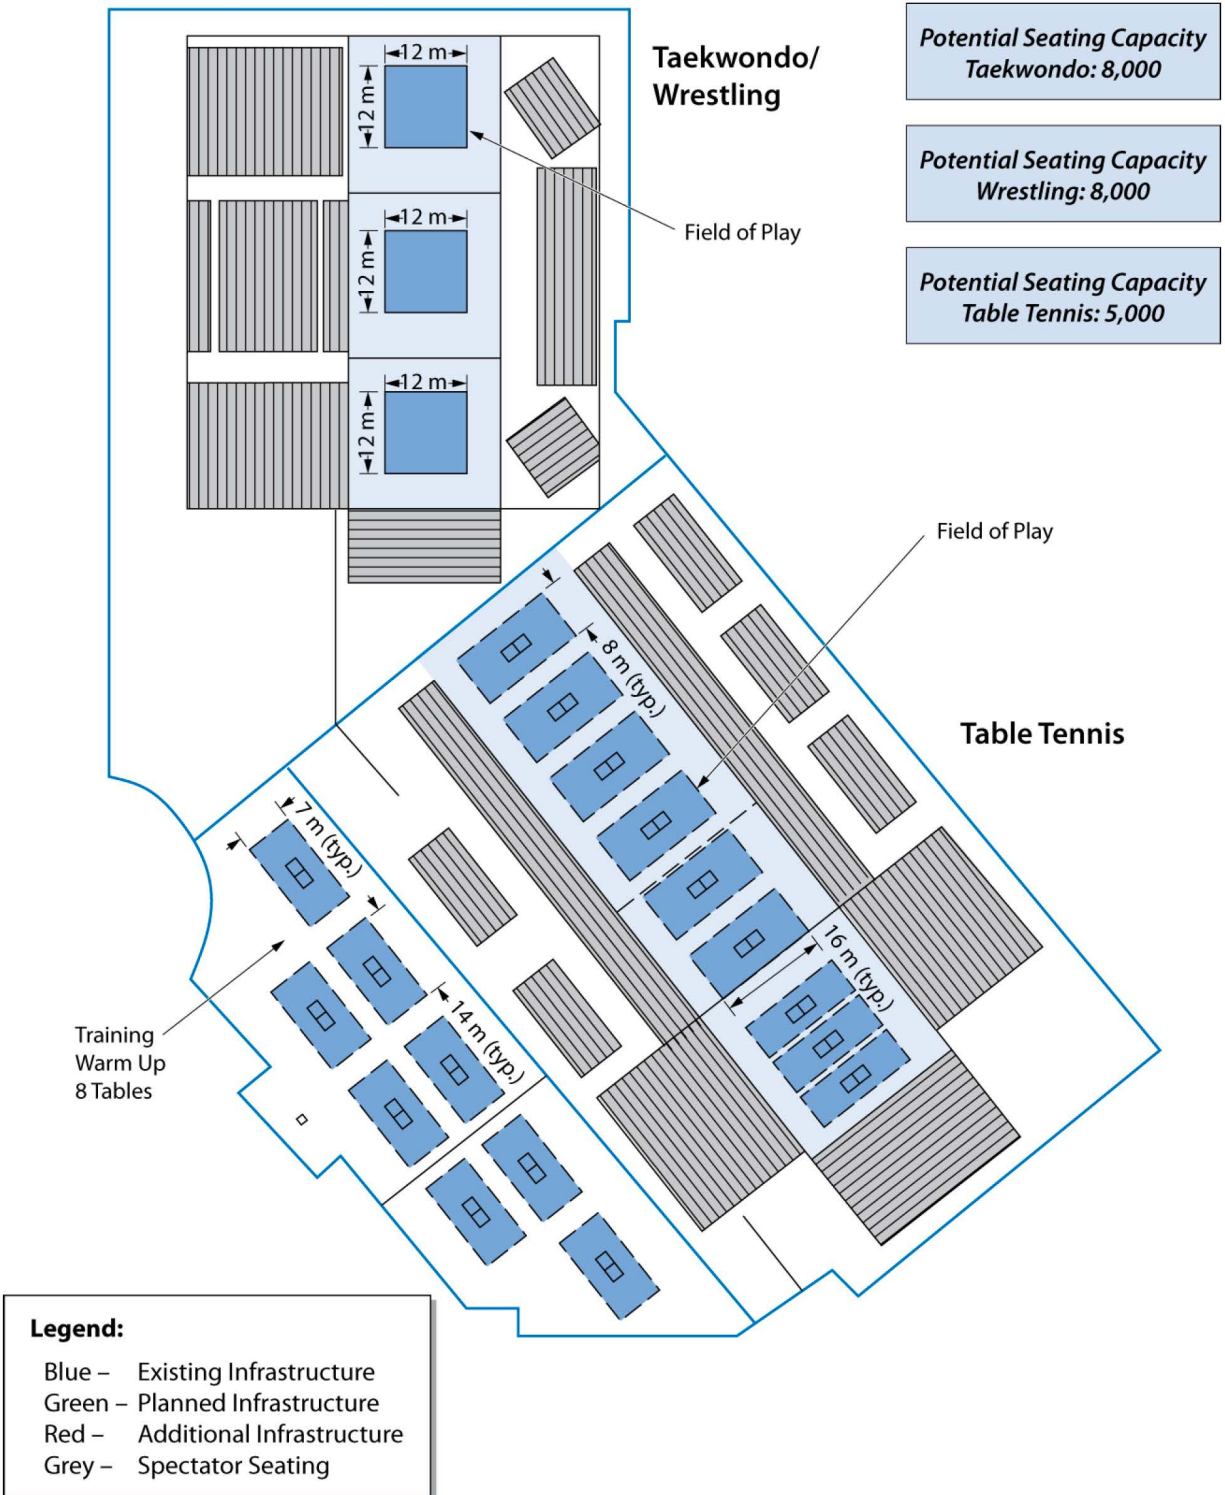 Taekwondo/
Wrestling
Potential Seating Capacity
Taekwondo: 8,000
Potential Seating Capacity
Wrestling: 8,000
Potential Seating Capacity
Table Tennis: 5,000
12 m
12 m
Field of Play
12 m
12 m
12 m
12 m
Field of Play
8 m (typ.)
Table Tennis
7 m (typ.)
16 m (typ.)
14 m (typ.)
Training
Warm Up
8 Tables
Legend:
Blue – Existing Infrastructure
Green – Planned Infrastructure
Red – Additional Infrastructure
Grey – Spectator Seating